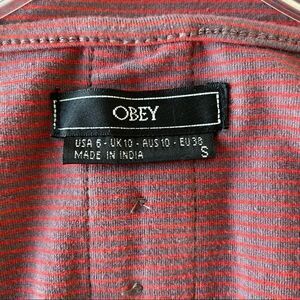 OBEY
USA 6 - UK 10 - AUS 10 - EU 38
MADE IN INDIA
S